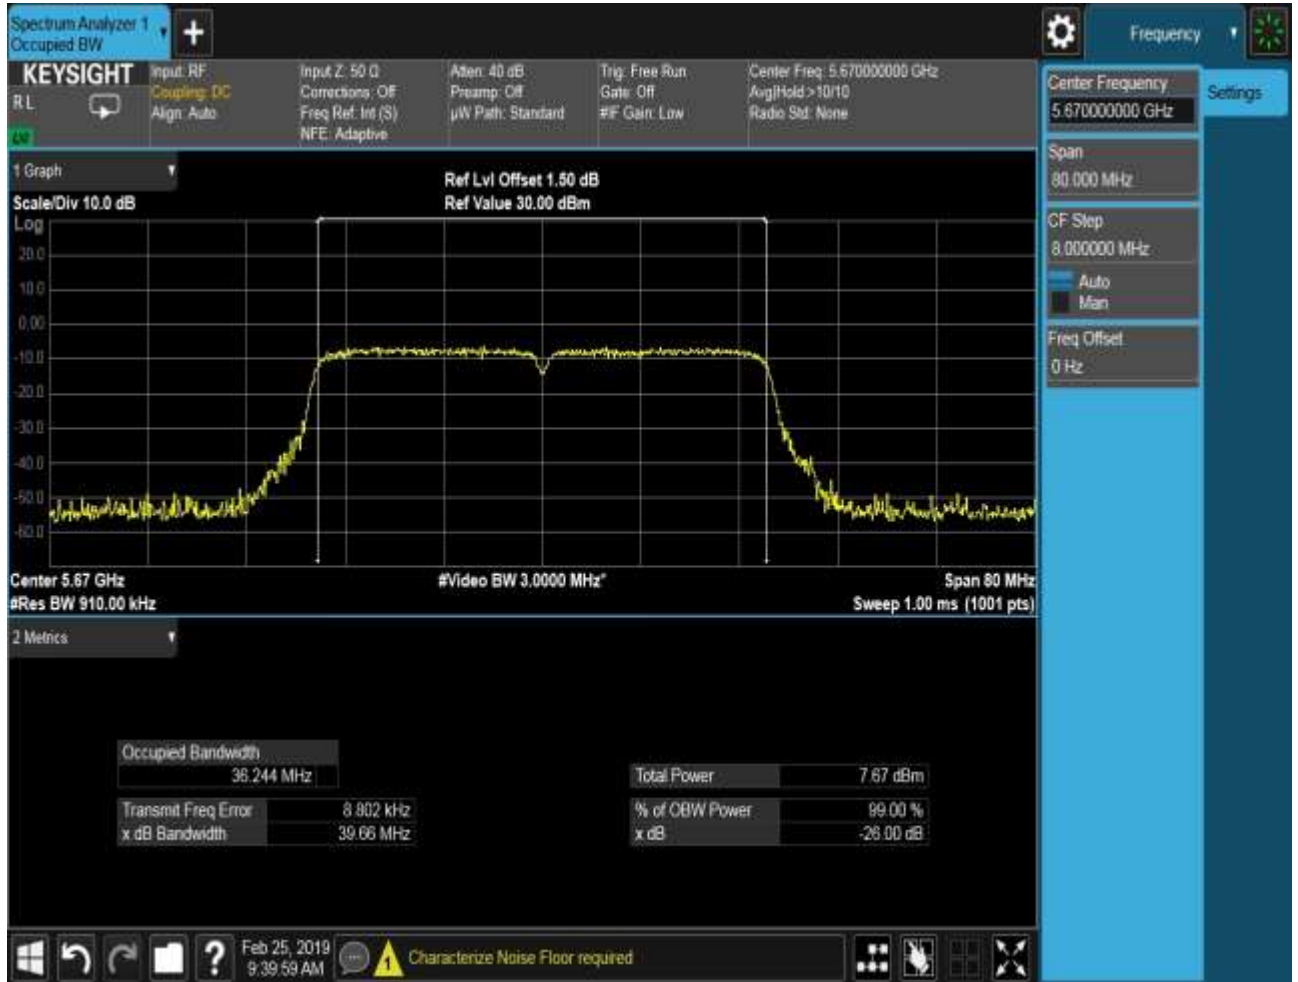 Spectrum Analyzer 1
Occupied BW
+
Frequency
KEYSIGHT
RL
Input: RF
Coupling: DC
Align: Auto
Input Z: 50 Ω
Corrections: Off
Freq Ref: Int (S)
NFE: Adaptive
Atten: 40 dB
Preamp: Off
µW Path: Standard
Trig: Free Run
Gate: Off
#IF Gain: Low
Center Freq: 5.670000000 GHz
Avg|Hold:>10/10
Radio Std: None
Center Frequency
5.670000000 GHz
Settings
Span
80.000 MHz
CF Step
8.000000 MHz
Auto
Man
Freq Offset
0 Hz
1 Graph
Scale/Div 10.0 dB
Ref Lvl Offset 1.50 dB
Ref Value 30.00 dBm
Log
20.0
10.0
0.00
-10.0
-20.0
-30.0
-40.0
-50.0
-60.0
Center 5.67 GHz
#Video BW 3.0000 MHz*
Span 80 MHz
#Res BW 910.00 kHz
Sweep 1.00 ms (1001 pts)
2 Metrics
Occupied Bandwidth
36.244 MHz
Transmit Freq Error 8.802 kHz
x dB Bandwidth 39.66 MHz
Total Power 7.67 dBm
% of OBW Power 99.00 %
x dB -26.00 dB
?
Feb 25, 2019
9:39:59 AM
1
Characterize Noise Floor required